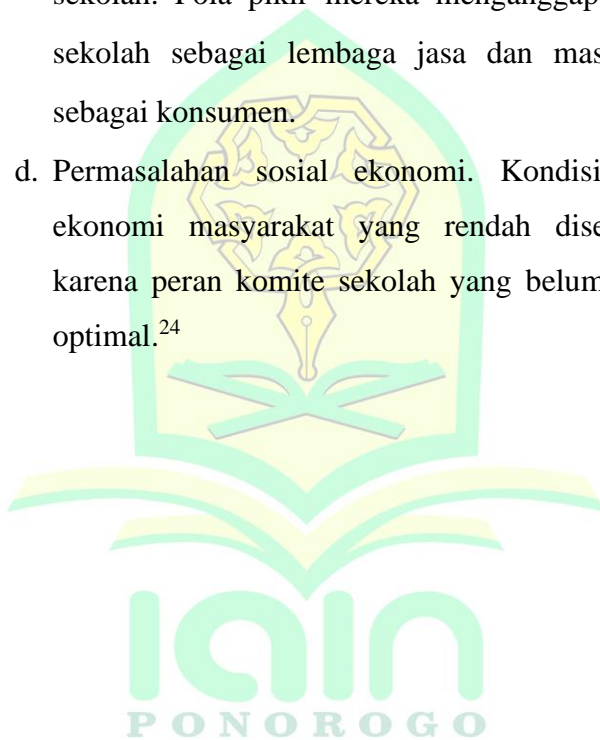 sekolah. Pola pikir mereka menganggap
sekolah sebagai lembaga jasa dan mas
sebagai konsumen.
d. Permasalahan sosial ekonomi. Kondisi
ekonomi masyarakat yang rendah dise
karena peran komite sekolah yang belum
optimal.24
IAIN
PONOROGO